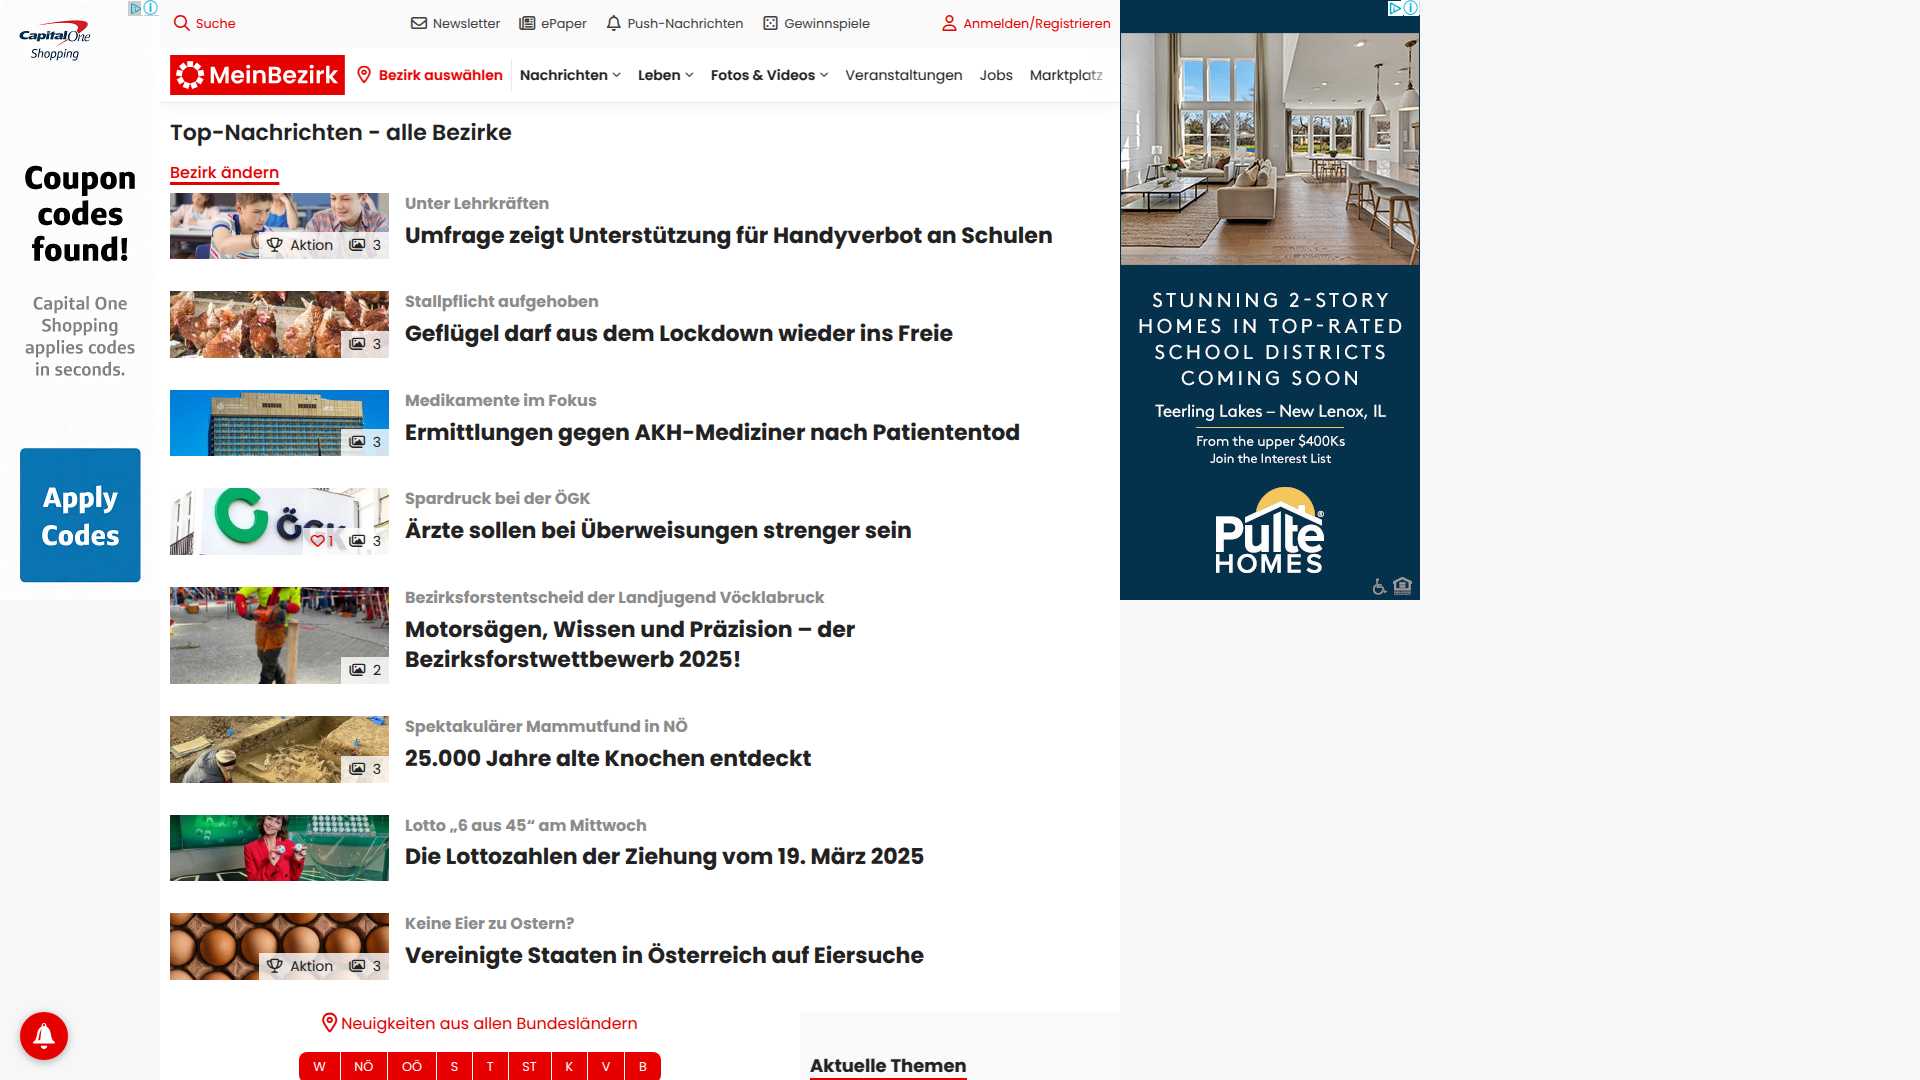 CapitalOne
Shopping
Coupon
codes
found!
Capital One
Shopping
applies codes
in seconds.
Apply
Codes
Suche
Newsletter
ePaper
Push-Nachrichten
Gewinnspiele
Anmelden/Registrieren
MeinBezirk
Bezirk auswählen
Nachrichten
Leben
Fotos & Videos
Veranstaltungen
Jobs
Marktplatz
Top-Nachrichten - alle Bezirke
Bezirk ändern
Aktion 3
Unter Lehrkräften
Umfrage zeigt Unterstützung für Handyverbot an Schulen
3
Stallpflicht aufgehoben
Geflügel darf aus dem Lockdown wieder ins Freie
3
Medikamente im Fokus
Ermittlungen gegen AKH-Mediziner nach Patiententod
1 3
Spardruck bei der ÖGK
Ärzte sollen bei Überweisungen strenger sein
2
Bezirksforstentscheid der Landjugend Vöcklabruck
Motorsägen, Wissen und Präzision – der
Bezirksforstwettbewerb 2025!
3
Spektakulärer Mammutfund in NÖ
25.000 Jahre alte Knochen entdeckt
Lotto „6 aus 45“ am Mittwoch
Die Lottozahlen der Ziehung vom 19. März 2025
Aktion 3
Keine Eier zu Ostern?
Vereinigte Staaten in Österreich auf Eiersuche
Neuigkeiten aus allen Bundesländern
W NÖ OÖ S T ST K V B
Aktuelle Themen
STUNNING 2-STORY
HOMES IN TOP-RATED
SCHOOL DISTRICTS
COMING SOON
Teerling Lakes – New Lenox, IL
From the upper $400Ks
Join the Interest List
Pulte®
HOMES